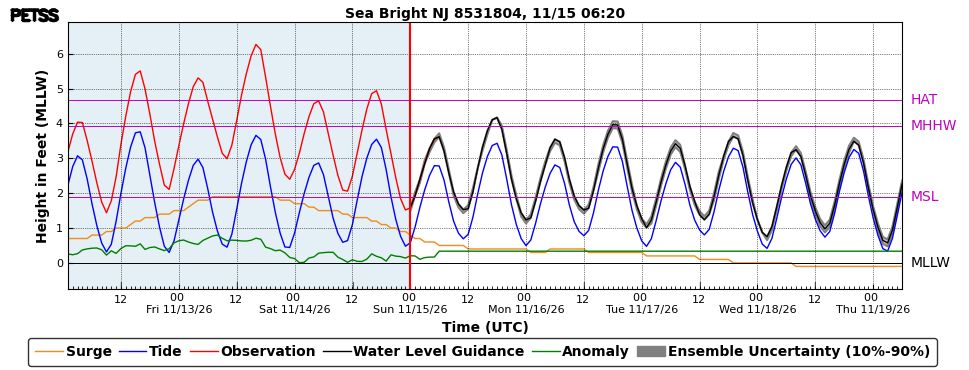 PETSS
Sea Bright NJ 8531804, 11/15 06:20
Height in Feet (MLLW)
6
5
4
3
2
1
0
HAT
MHHW
MSL
MLLW
12 00 12 00 12 00 12 00 12 00 12 00 12 00
Fri 11/13/26 Sat 11/14/26 Sun 11/15/26 Mon 11/16/26 Tue 11/17/26 Wed 11/18/26 Thu 11/19/26
Time (UTC)
Surge Tide Observation Water Level Guidance Anomaly Ensemble Uncertainty (10%-90%)